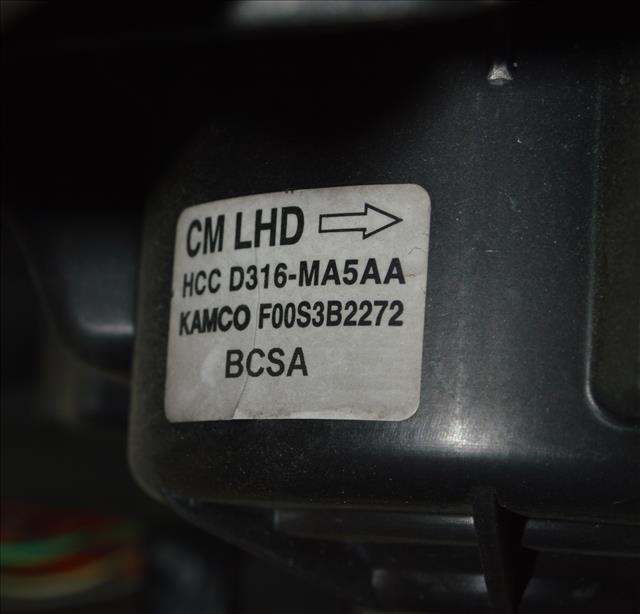 CM LHD
HCC D316-MA5AA
KAMCO F00S3B2272
BCSA